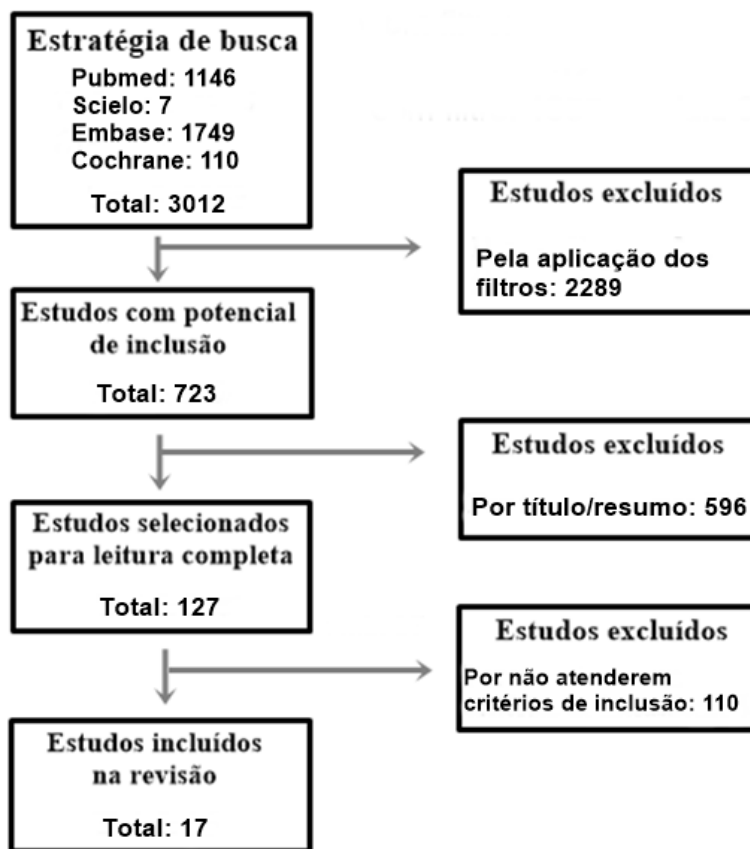 Estratégia de busca
Pubmed: 1146
Scielo: 7
Embase: 1749
Cochrane: 110
Total: 3012
Estudos excluídos
Pela aplicação dos
filtros: 2289
Estudos com potencial
de inclusão
Total: 723
Estudos excluídos
Por título/resumo: 596
Estudos selecionados
para leitura completa
Total: 127
Estudos excluídos
Por não atenderem
critérios de inclusão: 110
Estudos incluídos
na revisão
Total: 17